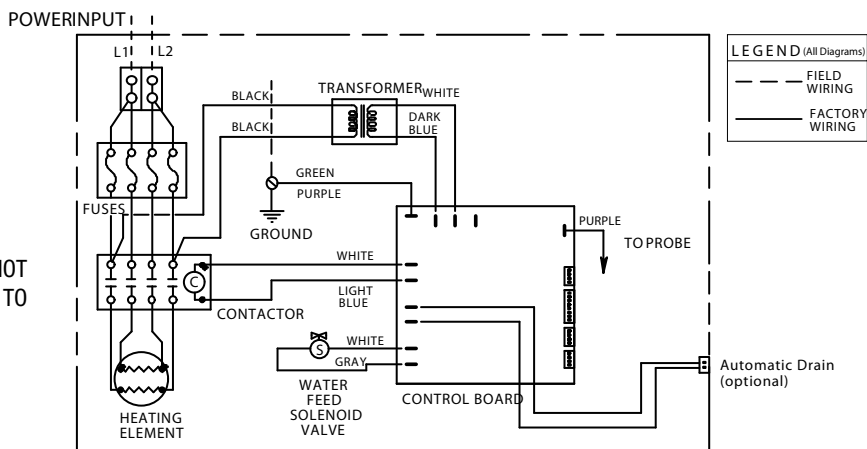 POWERINPUT
L1
L2
LEGEND (All Diagrams)
FIELD
WIRING
FACTORY
WIRING
TRANSFORMER
BLACK
WHITE
BLACK
DARK
BLUE
GREEN
PURPLE
FUSES
GROUND
PURPLE
TO PROBE
NOT
TO
WHITE
C
LIGHT
BLUE
CONTACTOR
WHITE
S
GRAY
WATER
FEED
SOLENOID
VALVE
CONTROL BOARD
Automatic Drain
(optional)
HEATING
ELEMENT